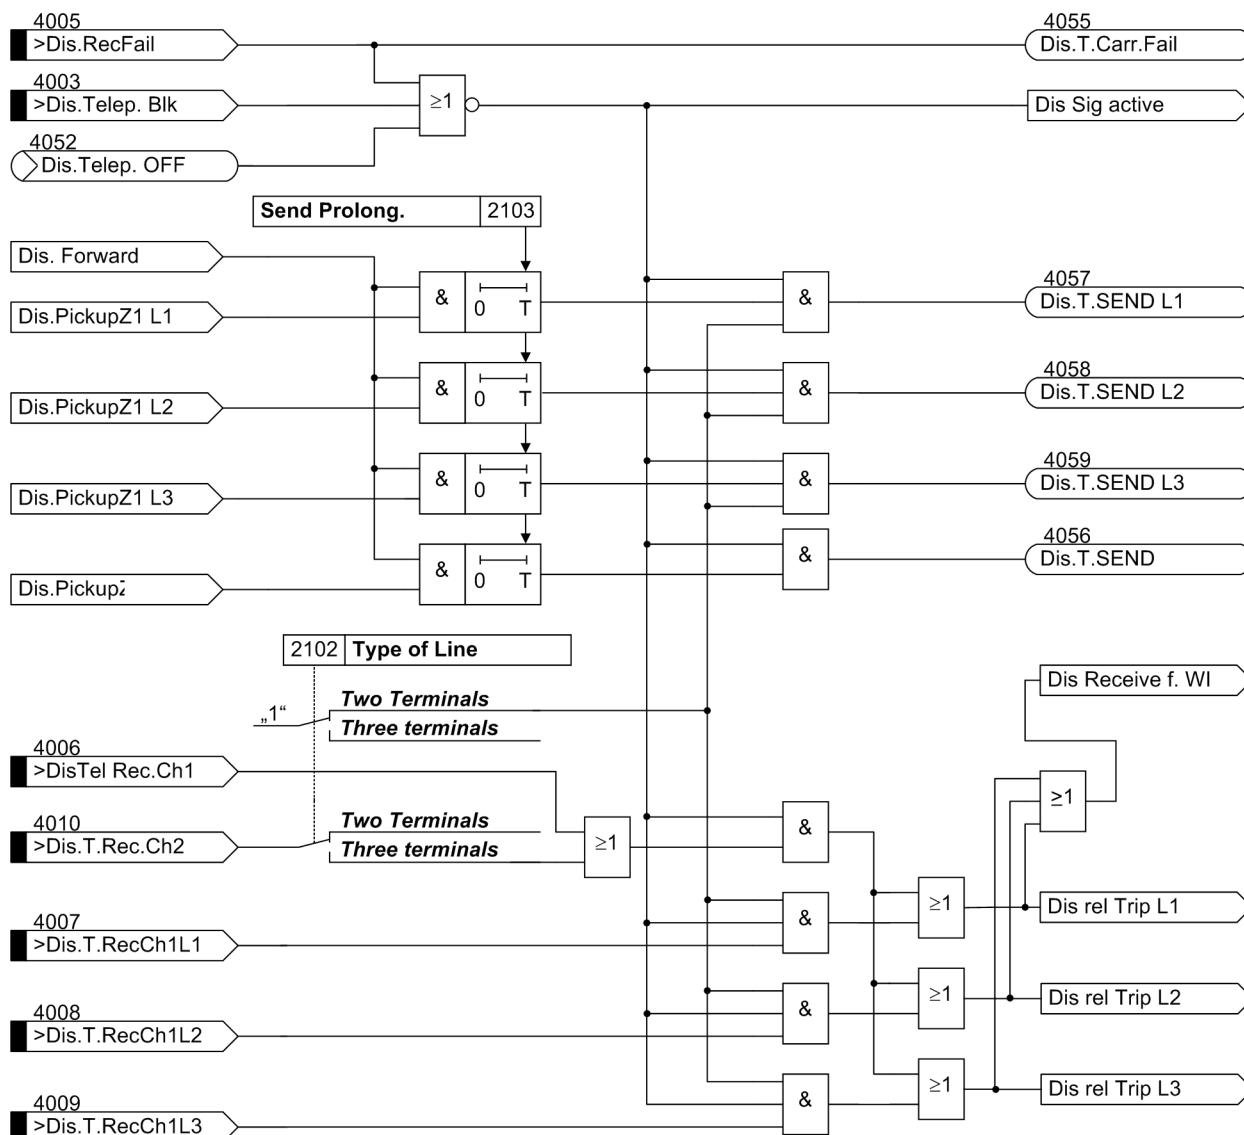 4005
>Dis.RecFail
4055
Dis.T.Carr.Fail
4003
>Dis.Telep. Blk
≥1
Dis Sig active
4052
Dis.Telep. OFF
Send Prolong. 2103
Dis. Forward
& 0 T
&
4057
Dis.T.SEND L1
Dis.PickupZ1 L1
& 0 T
&
4058
Dis.T.SEND L2
Dis.PickupZ1 L2
& 0 T
&
4059
Dis.T.SEND L3
Dis.PickupZ1 L3
& 0 T
&
4056
Dis.T.SEND
2102 Type of Line
Dis Receive f. WI
„1“
Two Terminals
Three terminals
4006
>DisTel Rec.Ch1
≥1
4010
>Dis.T.Rec.Ch2
Two Terminals
Three terminals
≥1
&
4007
>Dis.T.RecCh1L1
&
≥1
Dis rel Trip L1
4008
>Dis.T.RecCh1L2
&
≥1
Dis rel Trip L2
4009
>Dis.T.RecCh1L3
&
≥1
Dis rel Trip L3